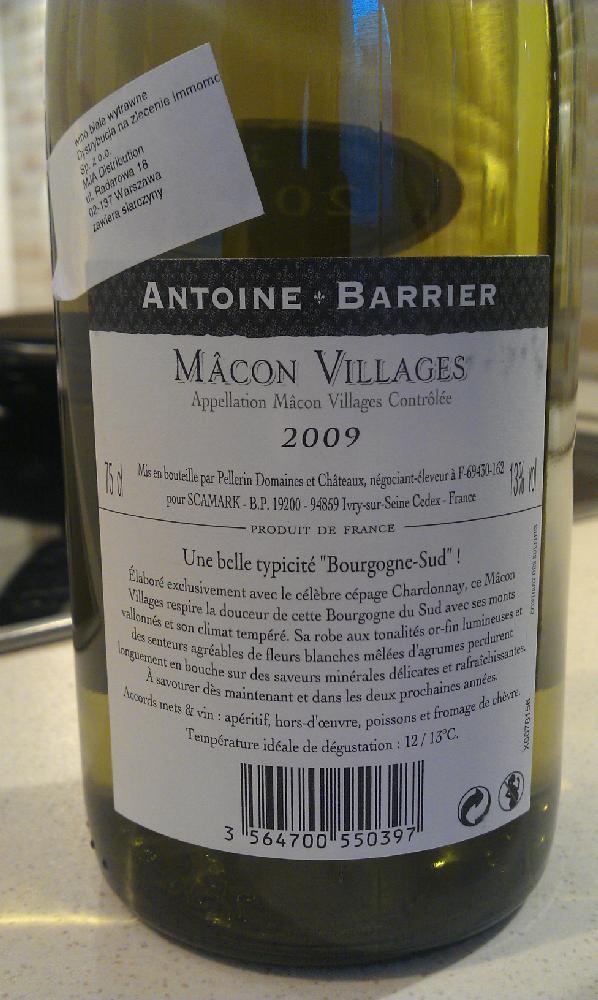 wino białe wytrawne
Dystrybucja na zlecenie Immomo
Sp. z o.o.
MJA Distribution
ul. Radarowa 18
02-137 Warszawa
zawiera siarczyny
ANTOINE BARRIER
MÂCON VILLAGES
Appellation Mâcon Villages Contrôlée
2009
75 cl
Mis en bouteille par Pellerin Domaines et Châteaux, négociant-éleveur à F-69430-162
13% vol
pour SCAMARK - B.P. 19200 - 94859 Ivry-sur-Seine Cedex - France
PRODUIT DE FRANCE
Une belle typicité "Bourgogne-Sud" !
Élaboré exclusivement avec le célèbre cépage Chardonnay, ce Mâcon
Villages respire la douceur de cette Bourgogne du Sud avec ses monts
vallonnés et son climat tempéré. Sa robe aux tonalités or-fin lumineuses et
des senteurs agréables de fleurs blanches mêlées d'agrumes perdurent
longuement en bouche sur des saveurs minérales délicates et rafraîchissantes.
À savourer dès maintenant et dans les deux prochaines années.
Accords mets & vin : apéritif, hors-d'œuvre, poissons et fromage de chèvre.
Température idéale de dégustation : 12 / 13°C.
3 564700 550397